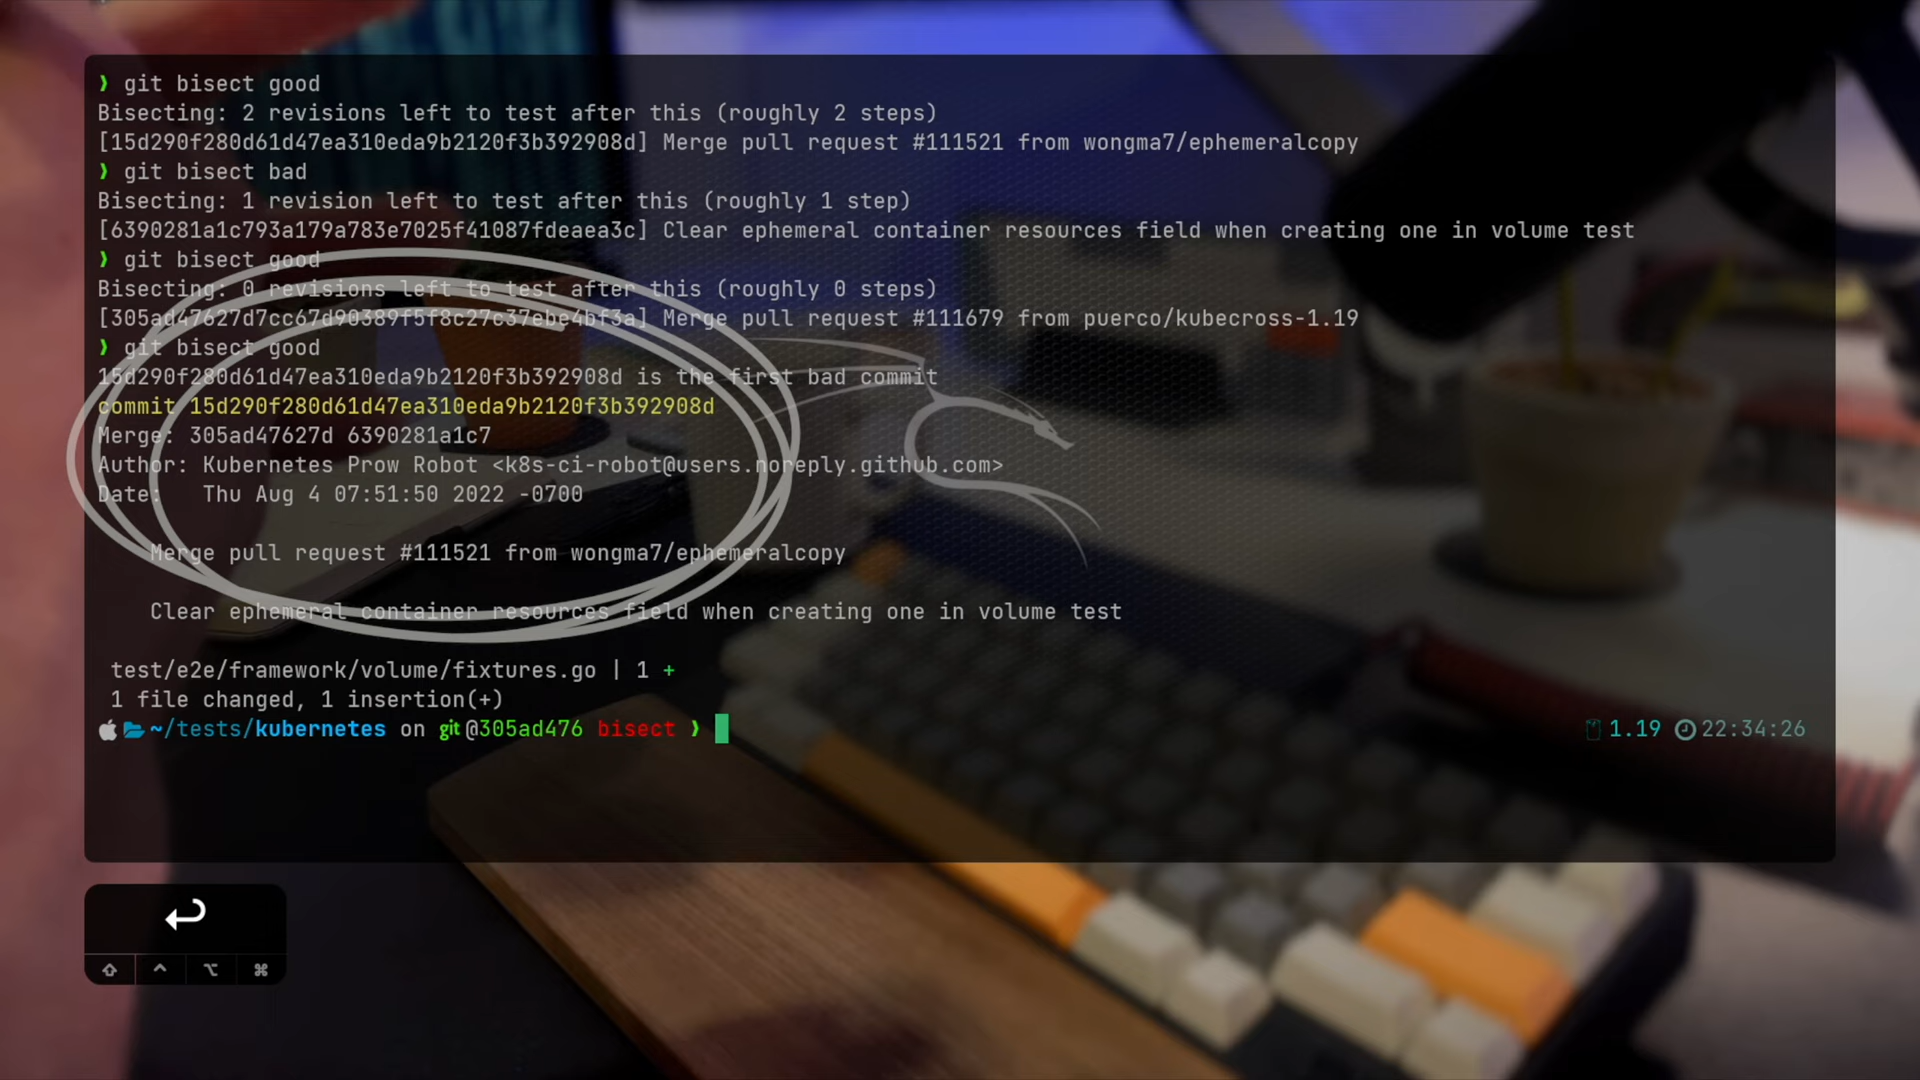 ❯ git bisect good
Bisecting: 2 revisions left to test after this (roughly 2 steps)
[15d290f280d61d47ea310eda9b2120f3b392908d] Merge pull request #111521 from wongma7/ephemeralcopy
❯ git bisect bad
Bisecting: 1 revision left to test after this (roughly 1 step)
[6390281a1c793a179a783e7025f41087fdeaea3c] Clear ephemeral container resources field when creating one in volume test
❯ git bisect good
Bisecting: 0 revisions left to test after this (roughly 0 steps)
[305ad47627d7cc67d90389f5f8c27c37ebe4bf3a] Merge pull request #111679 from puerco/kubecross-1.19
❯ git bisect good
15d290f280d61d47ea310eda9b2120f3b392908d is the first bad commit
commit 15d290f280d61d47ea310eda9b2120f3b392908d
Merge: 305ad47627d 6390281a1c7
Author: Kubernetes Prow Robot <k8s-ci-robot@users.noreply.github.com>
Date:   Thu Aug 4 07:51:50 2022 -0700
Merge pull request #111521 from wongma7/ephemeralcopy
Clear ephemeral container resources field when creating one in volume test
test/e2e/framework/volume/fixtures.go | 1 +
1 file changed, 1 insertion(+)
~/tests/kubernetes on git@305ad476 bisect ❯ 1.19 22:34:26